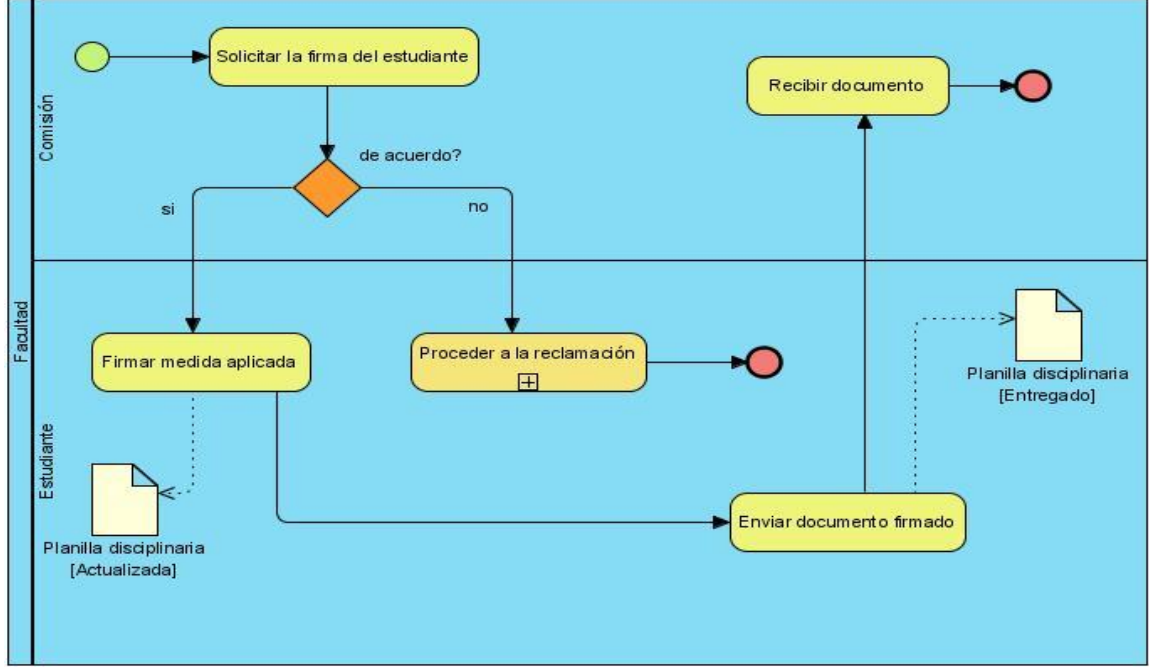 Facultad
Comisión
Solicitar la firma del estudiante
Recibir documento
de acuerdo?
si
no
Estudiante
Firmar medida aplicada
Proceder a la reclamación
Planilla disciplinaria
[Entregado]
Planilla disciplinaria
[Actualizada]
Enviar documento firmado